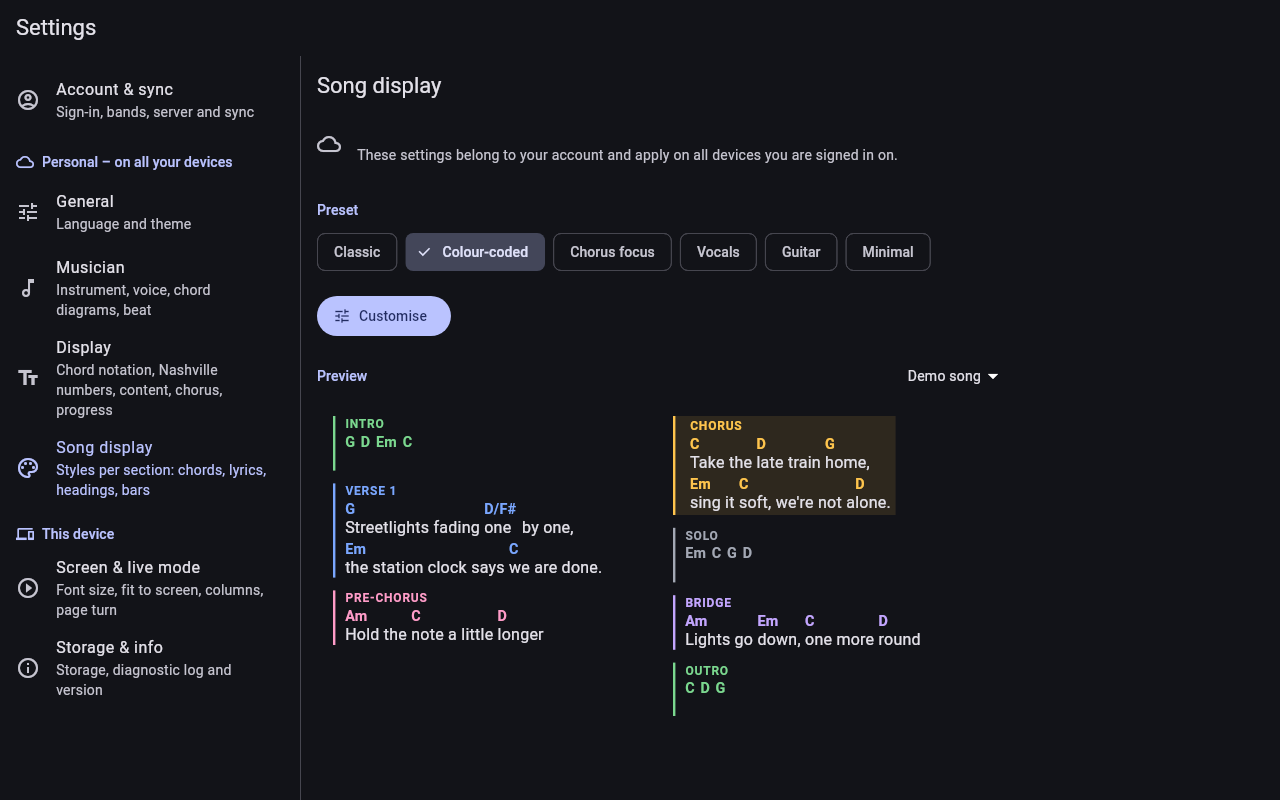 Settings
Account & sync
Sign-in, bands, server and sync
Personal – on all your devices
General
Language and theme
Musician
Instrument, voice, chord
diagrams, beat
Display
Chord notation, Nashville
numbers, content, chorus,
progress
Song display
Styles per section: chords, lyrics,
headings, bars
This device
Screen & live mode
Font size, fit to screen, columns,
page turn
Storage & info
Storage, diagnostic log and
version
Song display
These settings belong to your account and apply on all devices you are signed in on.
Preset
Classic Colour-coded Chorus focus Vocals Guitar Minimal
Customise
Preview Demo song
INTRO
G D Em C
VERSE 1
G D/F#
Streetlights fading one by one,
Em C
the station clock says we are done.
PRE-CHORUS
Am C D
Hold the note a little longer
CHORUS
C D G
Take the late train home,
Em C D
sing it soft, we're not alone.
SOLO
Em C G D
BRIDGE
Am Em C D
Lights go down, one more round
OUTRO
C D G